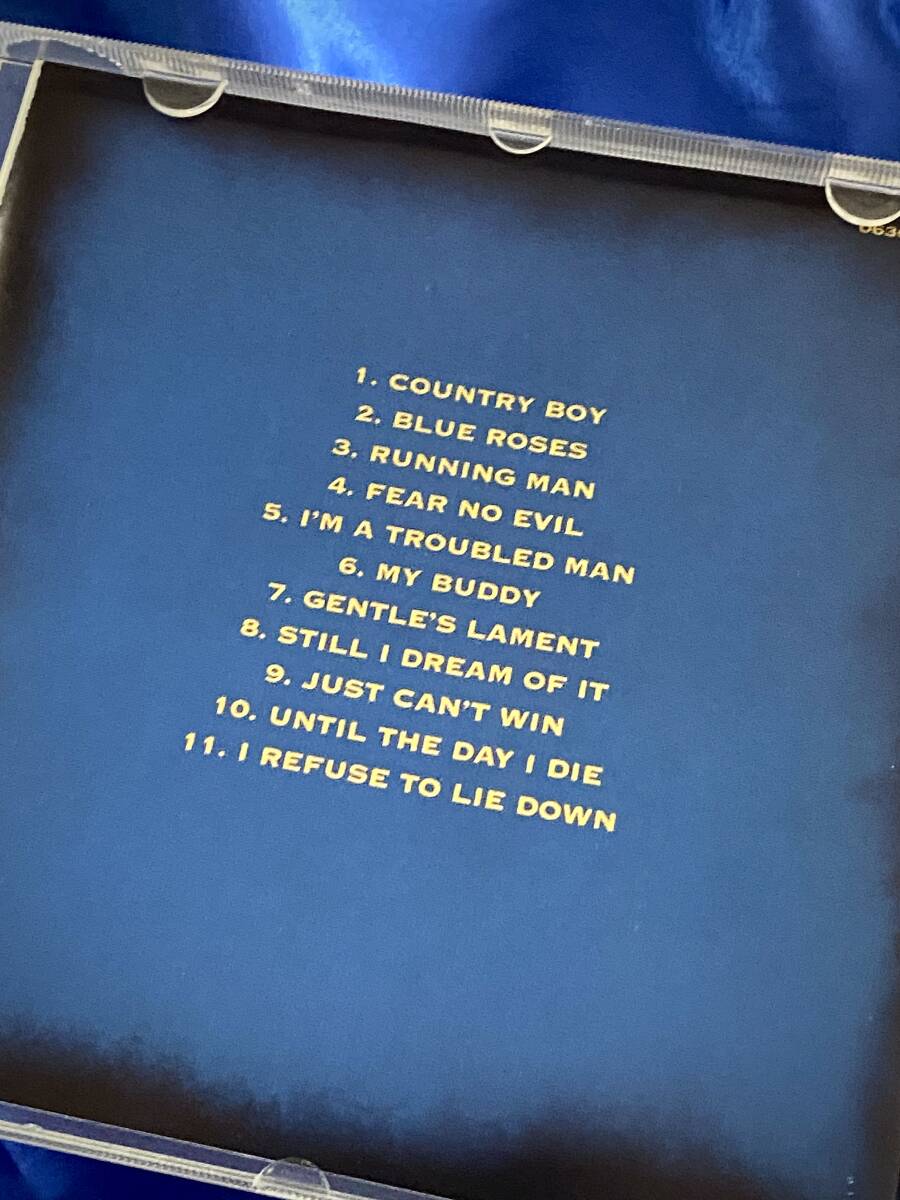 1. COUNTRY BOY
2. BLUE ROSES
3. RUNNING MAN
4. FEAR NO EVIL
5. I'M A TROUBLED MAN
6. MY BUDDY
7. GENTLE'S LAMENT
8. STILL I DREAM OF IT
9. JUST CAN'T WIN
10. UNTIL THE DAY I DIE
11. I REFUSE TO LIE DOWN